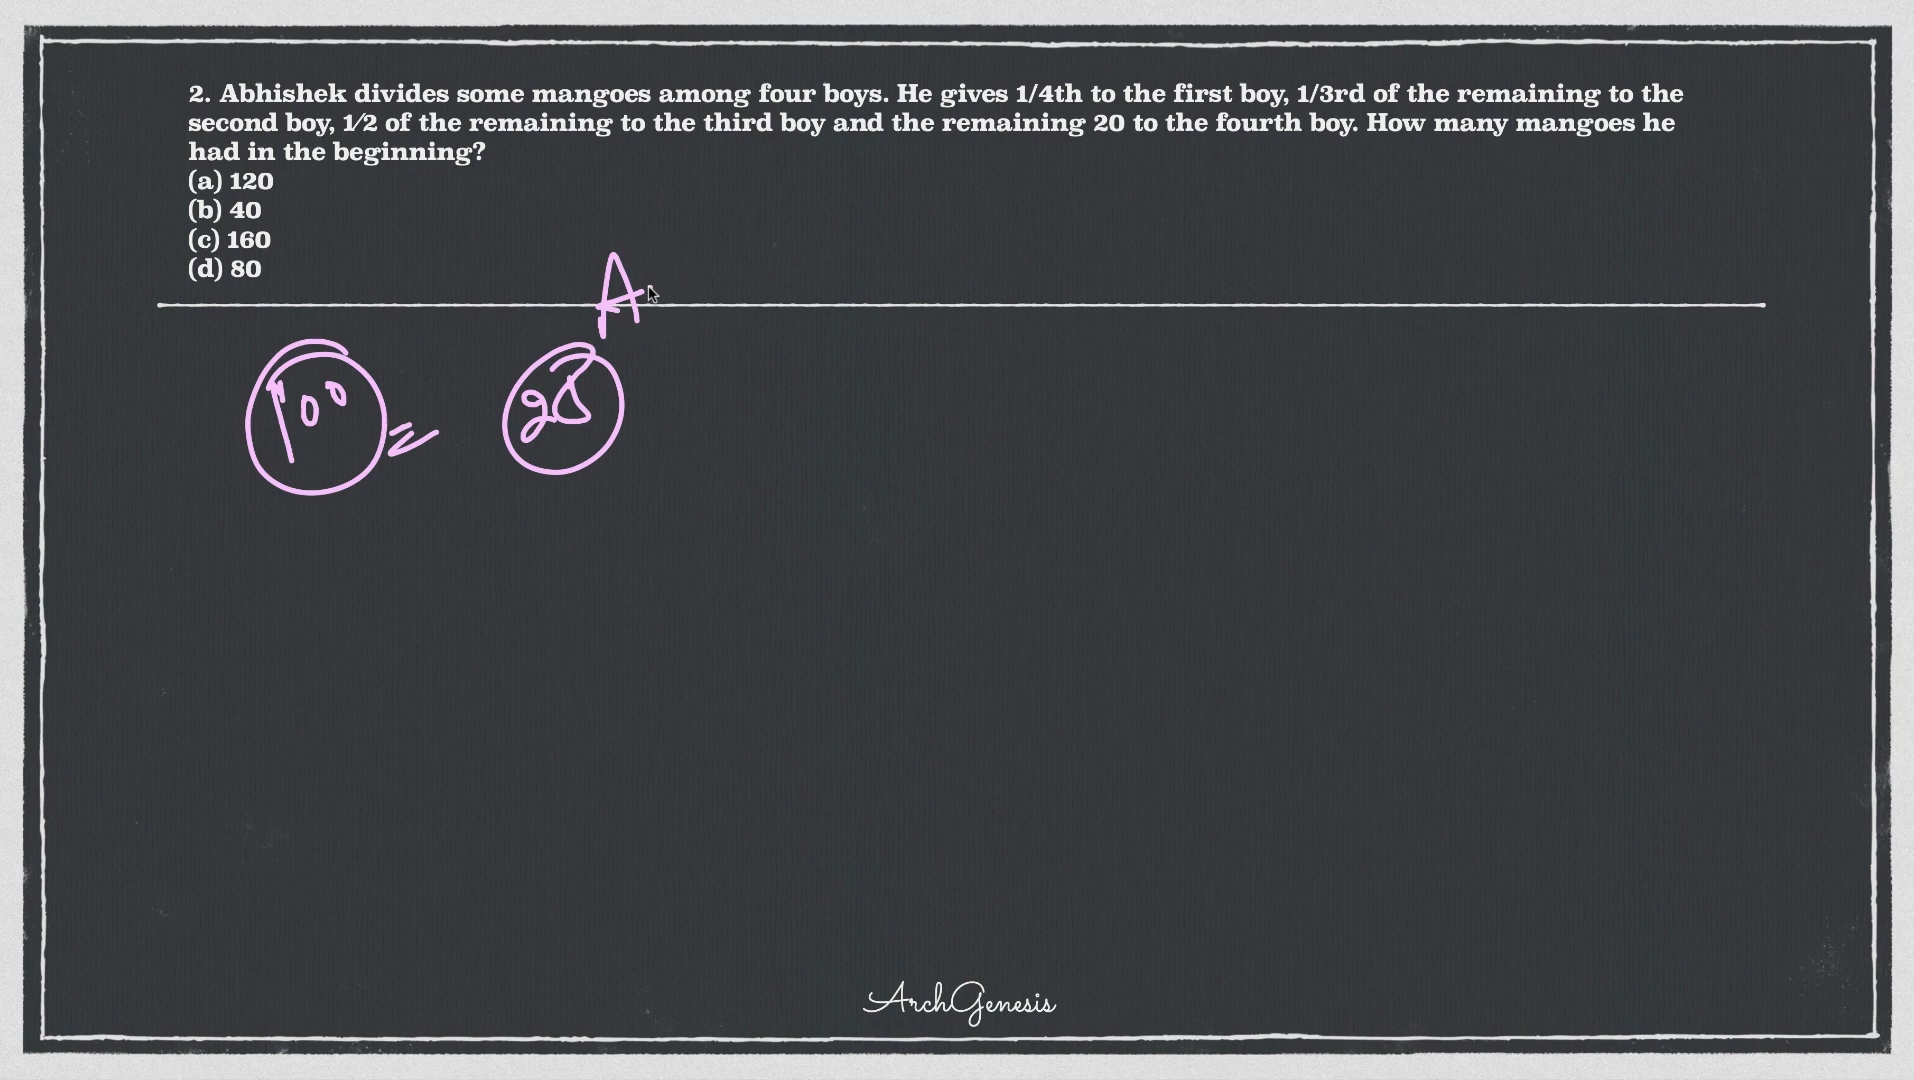 2. Abhishek divides some mangoes among four boys. He gives 1/4th to the first boy, 1/3rd of the remaining to the
second boy, 1⁄2 of the remaining to the third boy and the remaining 20 to the fourth boy. How many mangoes he
had in the beginning?
(a) 120
(b) 40
(c) 160
(d) 80
A
100
ArchGenesis